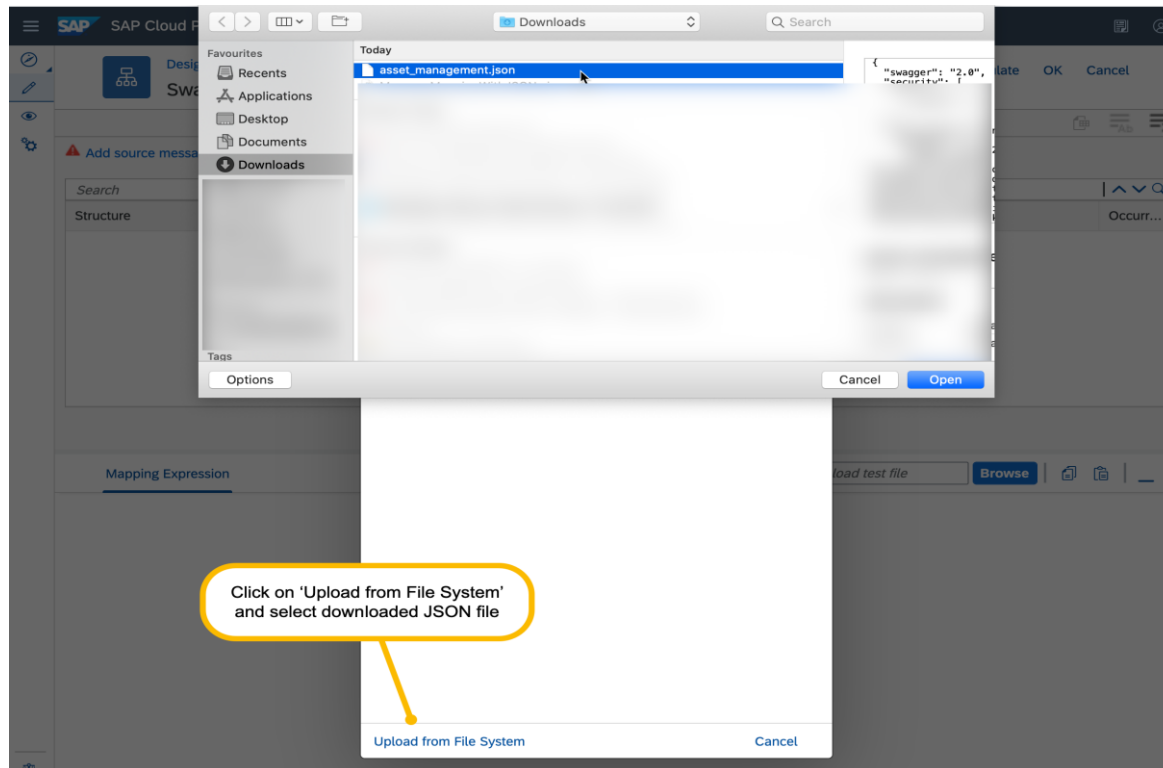 SAP SAP Cloud P
Downloads
Search
Desig
Swa
late OK Cancel
Favourites
Recents
Applications
Desktop
Documents
Downloads
Tags
Today
asset_management.json
{
"swagger": "2.0",
"security": [
Add source messa
Search
Structure
Occurr...
Options
Cancel Open
Mapping Expression
load test file Browse
Click on ‘Upload from File System’
and select downloaded JSON file
Upload from File System Cancel